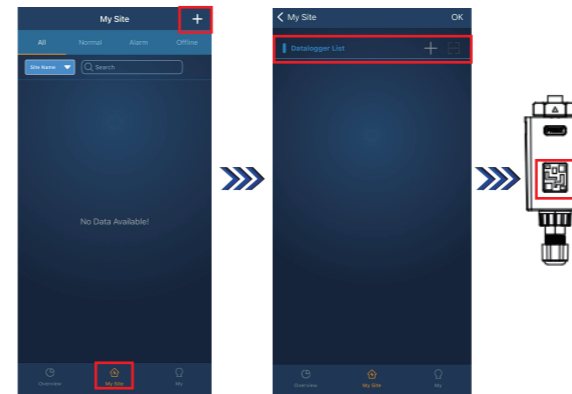 My Site
All Normal Alarm Offline
Site Name Search
No Data Available!
Overview My Site My
My Site OK
Datalogger List
Overview My Site My